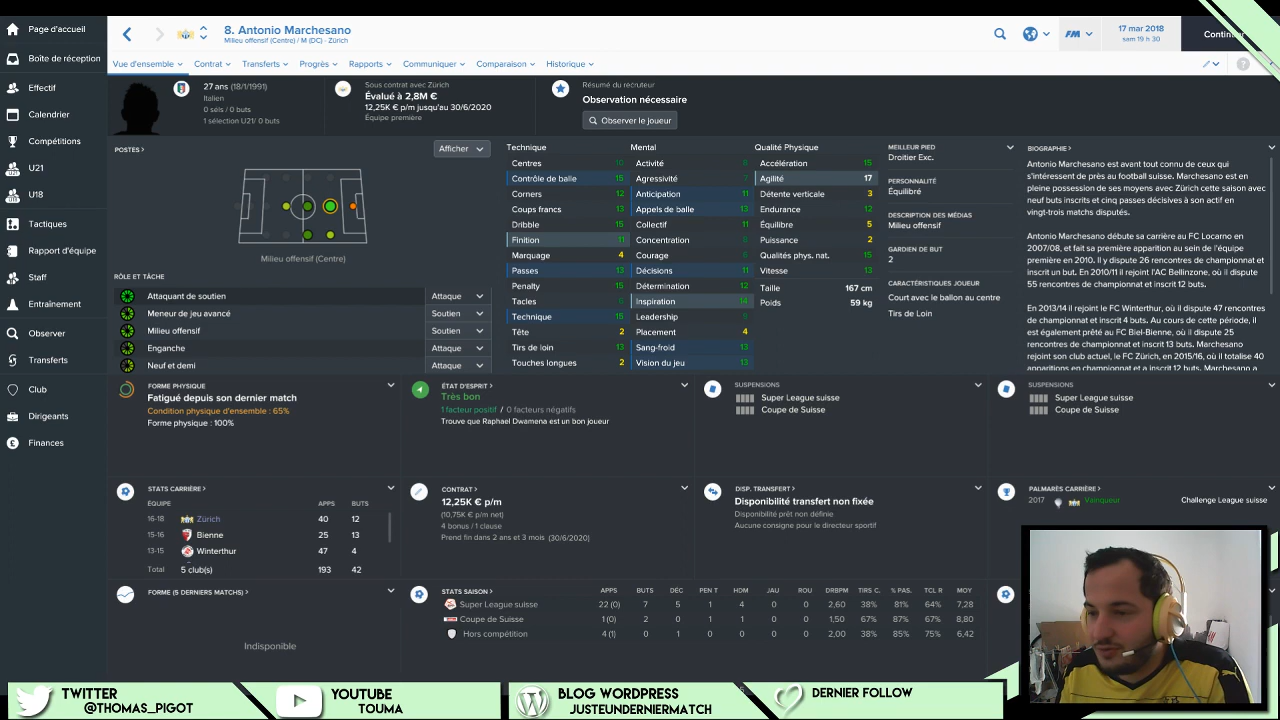 Page d'accueil
Boîte de réception
Effectif
Calendrier
Compétitions
U21
U18
Tactiques
Rapport d'équipe
Staff
Entraînement
Observer
Transferts
Club
Dirigeants
Finances
8. Antonio Marchesano
Milieu offensif (Centre) / M (DC) - Zürich
FM
17 mar 2018
sam 19 h 30
Vue d'ensemble
Contrat
Transferts
Progrès
Rapports
Communiquer
Comparaison
Historique
27 ans (18/1/1991)
Italien
0 séls / 0 buts
1 sélection U21/ 0 buts
Sous contrat avec Zürich
Évalué à 2,8M €
12,25K € p/m jusqu'au 30/6/2020
Équipe première
Résumé du recruteur
Observation nécessaire
Observer le joueur
POSTES >
Afficher
Milieu offensif (Centre)
RÔLE ET TÂCHE
Attaquant de soutien Attaque
Meneur de jeu avancé Soutien
Milieu offensif Soutien
Enganche Soutien
Neuf et demi Attaque
Technique
Centres 10
Contrôle de balle 15
Corners 12
Coups francs 13
Dribble 15
Finition 11
Marquage 4
Passes 13
Penalty 15
Tacles
Technique 15
Tête 2
Tirs de loin 13
Touches longues 2
Mental
Activité
Agressivité 7
Anticipation 11
Appels de balle 13
Collectif 11
Concentration
Courage
Décisions 11
Détermination 12
Inspiration 14
Leadership
Placement 4
Sang-froid 13
Vision du jeu 13
Qualité Physique
Accélération 15
Agilité 17
Détente verticale 3
Endurance 12
Équilibre 5
Puissance 2
Qualités phys. nat. 15
Vitesse 13
Taille 167 cm
Poids 59 kg
MEILLEUR PIED
Droitier Exc.
PERSONNALITÉ
Équilibré
DESCRIPTION DES MÉDIAS
Milieu offensif
GARDIEN DE BUT
2
CARACTÉRISTIQUES JOUEUR
Court avec le ballon au centre
Tirs de Loin
BIOGRAPHIE >
Antonio Marchesano est avant tout connu de ceux qui
s'intéressent de près au football suisse. Marchesano est en
pleine possession de ses moyens avec Zürich cette saison avec
neuf buts inscrits et cinq passes décisives à son actif en
vingt-trois matchs disputés.
Antonio Marchesano débute sa carrière au FC Locarno en
2007/08, et fait sa première apparition au sein de l'équipe
première en 2010. Il y dispute 26 rencontres de championnat et
inscrit un but. En 2010/11 il rejoint l'AC Bellinzone, où il dispute
55 rencontres de championnat et inscrit 12 buts.
En 2013/14 il rejoint le FC Winterthur, où il dispute 47 rencontres
de championnat et inscrit 4 buts. Au cours de cette période, il
est également prêté au FC Biel-Bienne, où il dispute 25
rencontres de championnat et inscrit 13 buts. Marchesano
rejoint son club actuel, le FC Zürich, en 2015/16, où il totalise 40
apparitions en championnat et a inscrit 12 buts. Marchesano a
FORME PHYSIQUE
Fatigué depuis son dernier match
Condition physique d'ensemble : 65%
Forme physique : 100%
ÉTAT D'ESPRIT >
Très bon
1 facteur positif / 0 facteurs négatifs
Trouve que Raphael Dwamena est un bon joueur
SUSPENSIONS
Super League suisse
Coupe de Suisse
SUSPENSIONS
Super League suisse
Coupe de Suisse
STATS CARRIÈRE >
ÉQUIPE APPS BUTS
16-18 Zürich 40 12
15-16 Bienne 25 13
13-15 Winterthur 47 4
Total 5 club(s) 193 42
CONTRAT >
12,25K € p/m
(10,75K € p/m net)
4 bonus / 1 clause
Prend fin dans 2 ans et 3 mois (30/6/2020)
DISP. TRANSFERT >
Disponibilité transfert non fixée
Disponibilité prêt non définie
Aucune consigne pour le directeur sportif
PALMARÈS CARRIÈRE >
2017 Vainqueur Challenge League suisse
FORME (5 DERNIERS MATCHS) >
Indisponible
STATS SAISON > APPS BUTS DÉC PEN T HDM JAU ROU DRBPM TIRS C. % PAS. TCL R MOY
Super League suisse 22 (0) 7 5 1 4 0 0 2,60 38% 81% 64% 7,28
Coupe de Suisse 1 (0) 2 0 1 1 0 0 1,50 67% 87% 67% 8,80
Hors compétition 4 (1) 0 1 0 0 0 0 2,00 38% 85% 75% 6,42
TWITTER
@THOMAS_PIGOT
YOUTUBE
TOUMA
BLOG WORDPRESS
JUSTEUNDERNIERMATCH
DERNIER FOLLOW